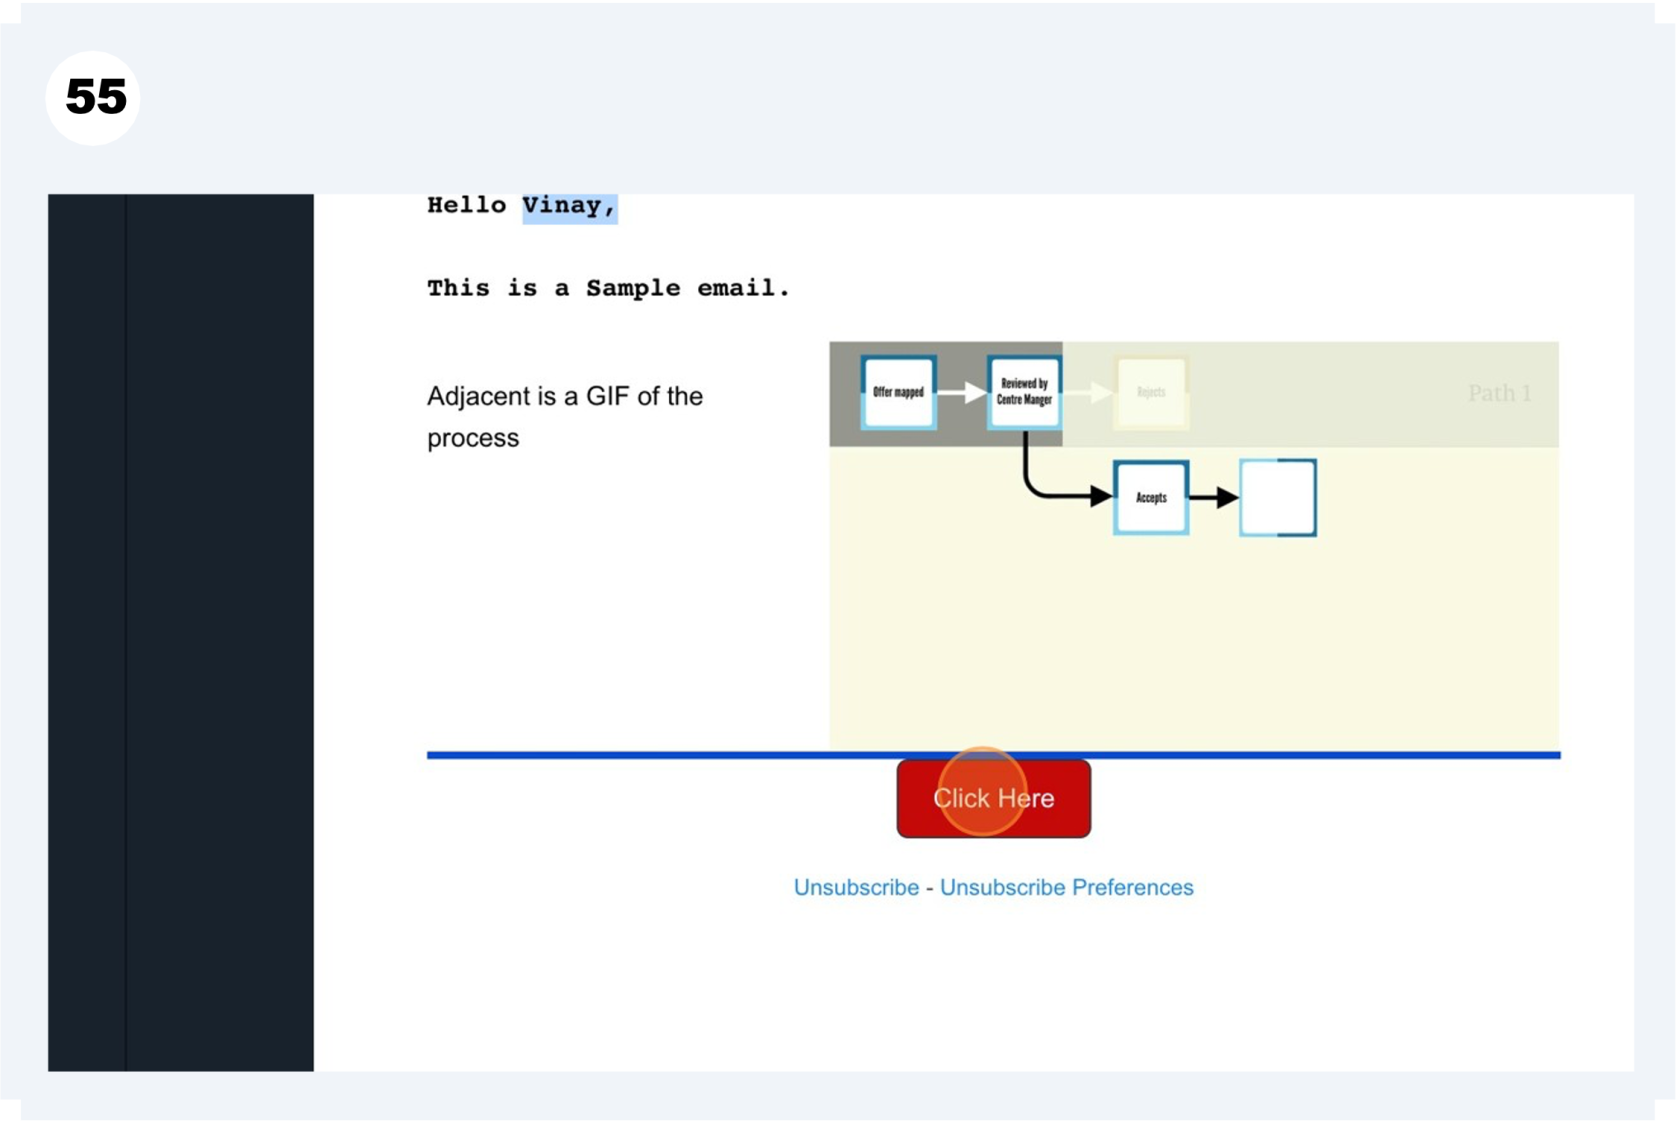 55
Hello Vinay,
This is a Sample email.
Adjacent is a GIF of the
process
Offer mapped
Reviewed by
Centre Manger
Rejects
Path 1
Accepts
Click Here
Unsubscribe - Unsubscribe Preferences